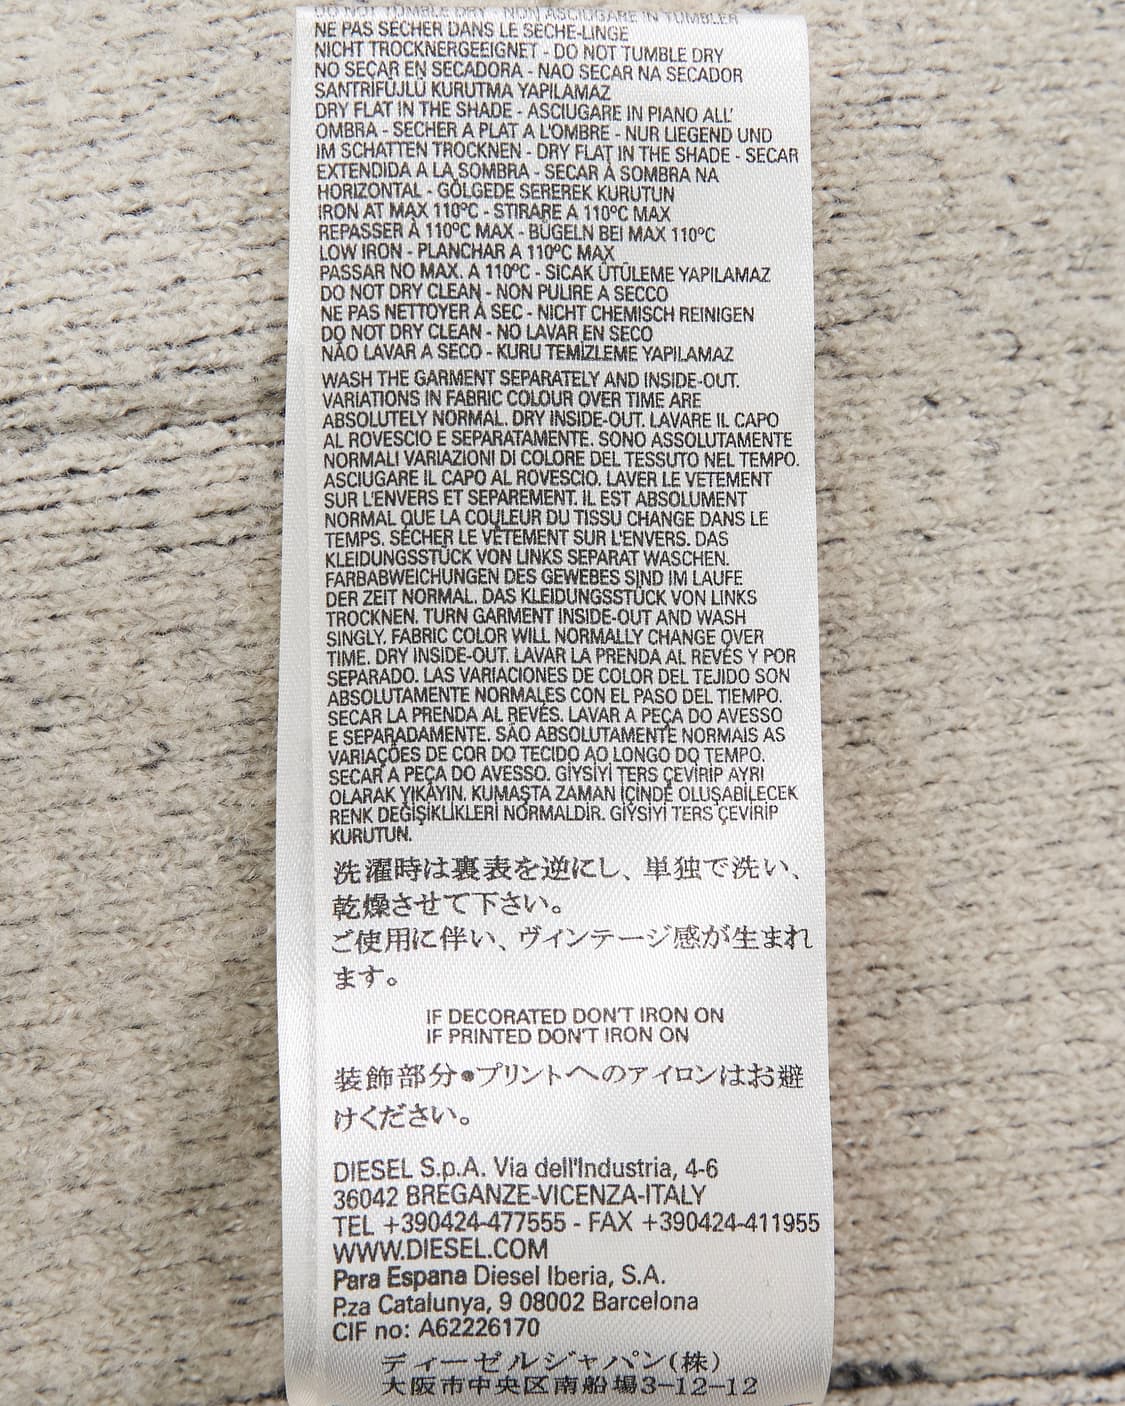 DO NOT TUMBLE DRY - NON ASCIUGARE IN TUMBLER
NE PAS SÉCHER DANS LE SECHE-LINGE
NICHT TROCKNERGEEIGNET - DO NOT TUMBLE DRY
NO SEÇAR EN SECADORA - NAO SECAR NA SECADOR
SANTRIFÜJLÜ KURUTMA YAPILAMAZ
DRY FLAT IN THE SHADE - ASCIUGARE IN PIANO ALL'
OMBRA - SECHER A PLAT A L'OMBRE - NUR LIEGEND UND
IM SCHATTEN TROCKNEN - DRY FLAT IN THE SHADE - SECAR
EXTENDIDA A LA SOMBRA - SECAR À SOMBRA NA
HORIZONTAL - GÖLGEDE SEREREK KURUTUN
IRON AT MAX 110ºC - STIRARE A 110ºC MAX
REPASSER À 110ºC MAX - BÜGELN BEI MAX 110ºC
LOW IRON - PLANCHAR A 110ºC MAX
PASSAR NO MAX. A 110ºC - SICAK ÜTÜLEME YAPILAMAZ
DO NOT DRY CLEAN - NON PULIRE A SECCO
NE PAS NETTOYER À SEC - NICHT CHEMISCH REINIGEN
DO NOT DRY CLEAN - NO LAVAR EN SECO
NÃO LAVAR A SECO - KURU TEMİZLEME YAPILAMAZ
WASH THE GARMENT SEPARATELY AND INSIDE-OUT.
VARIATIONS IN FABRIC COLOUR OVER TIME ARE
ABSOLUTELY NORMAL. DRY INSIDE-OUT. LAVARE IL CAPO
AL ROVESCIO E SEPARATAMENTE. SONO ASSOLUTAMENTE
NORMALI VARIAZIONI DI COLORE DEL TESSUTO NEL TEMPO.
ASCIUGARE IL CAPO AL ROVESCIO. LAVER LE VETEMENT
SUR L'ENVERS ET SEPAREMENT. IL EST ABSOLUMENT
NORMAL QUE LA COULEUR DU TISSU CHANGE DANS LE
TEMPS. SÉCHER LE VÊTEMENT SUR L'ENVERS. DAS
KLEIDUNGSSTÜCK VON LINKS SEPARAT WASCHEN.
FARBABWEICHUNGEN DES GEWEBES SIND IM LAUFE
DER ZEIT NORMAL. DAS KLEIDUNGSSTÜCK VON LINKS
TROCKNEN. TURN GARMENT INSIDE-OUT AND WASH
SINGLY. FABRIC COLOR WILL NORMALLY CHANGE OVER
TIME. DRY INSIDE-OUT. LAVAR LA PRENDA AL REVÉS Y POR
SEPARADO. LAS VARIACIONES DE COLOR DEL TEJIDO SON
ABSOLUTAMENTE NORMALES CON EL PASO DEL TIEMPO.
SECAR LA PRENDA AL REVÉS. LAVAR A PEÇA DO AVESSO
E SEPARADAMENTE. SÃO ABSOLUTAMENTE NORMAIS AS
VARIAÇÕES DE COR DO TECIDO AO LONGO DO TEMPO.
SECAR A PEÇA DO AVESSO. GİYSİYİ TERS ÇEVİRİP AYRI
OLARAK YIKAYIN. KUMAŞTA ZAMAN İÇİNDE OLUŞABİLECEK
RENK DEĞİŞİKLİKLERİ NORMALDİR. GİYSİYİ TERS ÇEVİRİP
KURUTUN.
洗濯時は裏表を逆にし、単独で洗い、
乾燥させて下さい。
ご使用に伴い、ヴィンテージ感が生まれ
ます。
IF DECORATED DON'T IRON ON
IF PRINTED DON'T IRON ON
装飾部分●プリントへのアイロンはお避
けください。
DIESEL S.p.A. Via dell'Industria, 4-6
36042 BREGANZE-VICENZA-ITALY
TEL +390424-477555 - FAX +390424-411955
WWW.DIESEL.COM
Para Espana Diesel Iberia, S.A.
P.za Catalunya, 9 08002 Barcelona
CIF no: A62226170
ディーゼルジャパン(株)
大阪市中央区南船場3-12-12